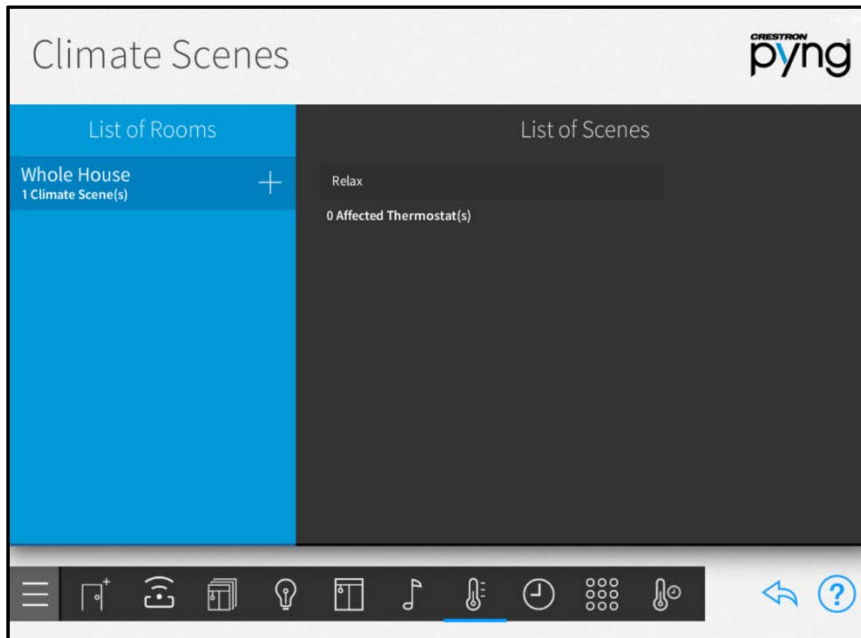 Climate Scenes
CRESTRON
pyng
List of Rooms
List of Scenes
Whole House
1 Climate Scene(s)
Relax
0 Affected Thermostat(s)
?